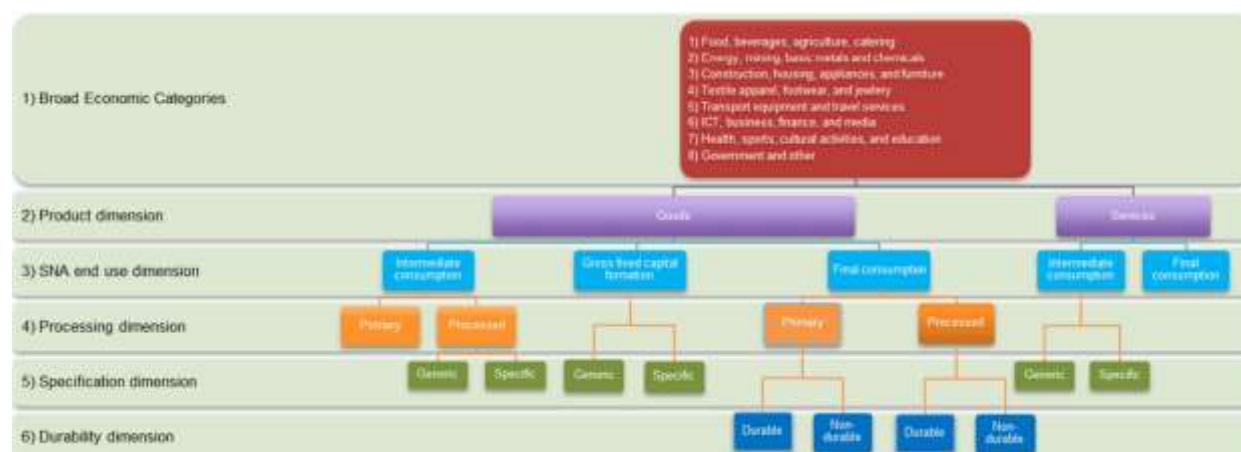 1) Broad Economic Categories
1) Food, beverages, agriculture, catering
2) Energy, mining, basic metals and chemicals
3) Construction, housing, appliances, and furniture
4) Textile apparel, footwear, and jewlery
5) Transport equipment and travel services
6) ICT, business, finance, and media
7) Health, sports, cultural activities, and education
8) Government and other
2) Product dimension
Goods
Services
3) SNA end use dimension
Intermediate
consumption
Gross fixed capital
formation
Final consumption
Intermediate
consumption
Final
consumption
4) Processing dimension
Primary
Processed
Primary
Processed
5) Specification dimension
Generic
Specific
Generic
Specific
Generic
Specific
6) Durability dimension
Durable
Non-
durable
Durable
Non-
durable